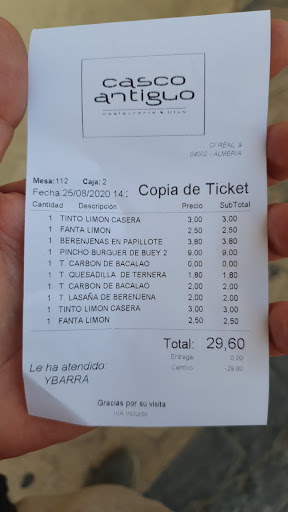 casco
antiguo
C/ REAL, 9
04002 - ALMERIA
Mesa: 112 Caja: 2
Fecha: 25/08/2020 14: Copia de Ticket
Cantidad Descripción Precio SubTotal
1 TINTO LIMON CASERA 3,00 3,00
1 FANTA LIMON 2,50 2,50
1 BERENJENAS EN PAPILLOTE 3,80 3,80
1 PINCHO BURGUER DE BUEY 2 9,00 9,00
1 T. CARBON DE BACALAO 0,00 0,00
1 T. QUESADILLA DE TERNERA 1,80 1,80
1 T. CARBON DE BACALAO 2,00 2,00
1 T. LASAÑA DE BERENJENA 2,00 2,00
1 TINTO LIMON CASERA 3,00 3,00
1 FANTA LIMON 2,50 2,50
Total: 29,60
Entrega 0,00
Cambio -29,60
Le ha atendido:
YBARRA
Gracias por su visita
IVA Incluido